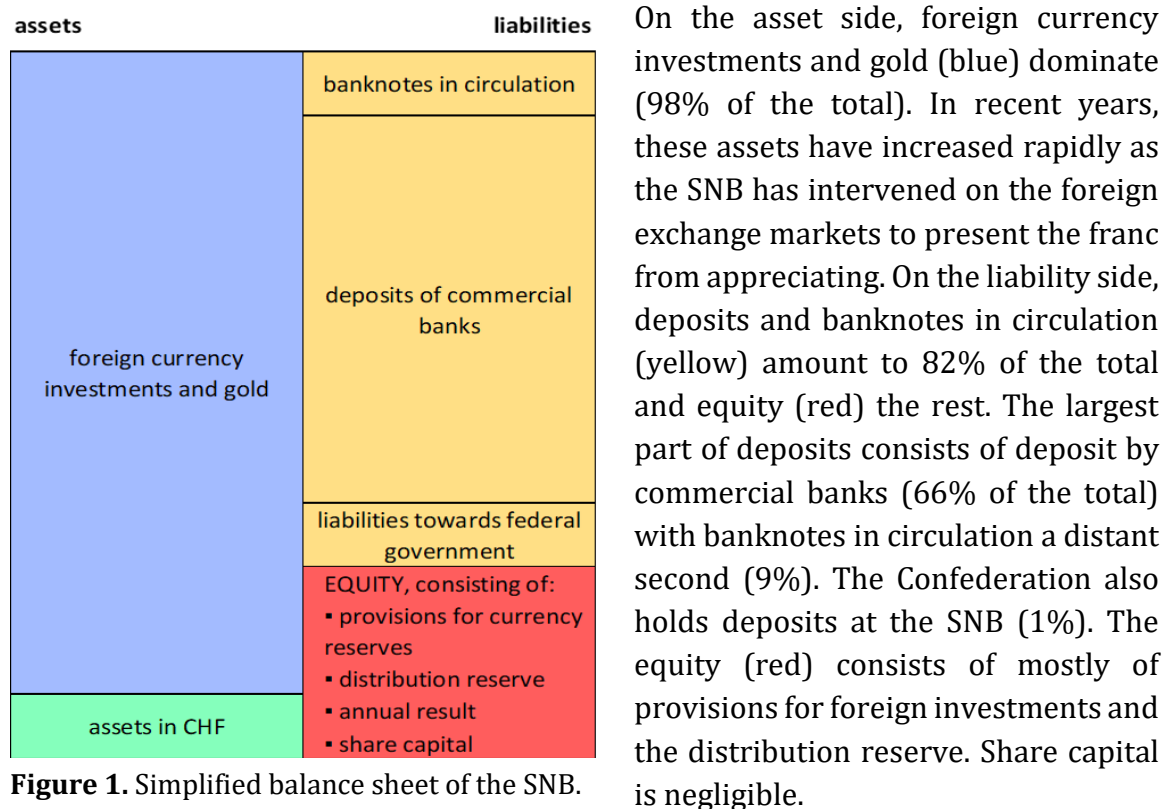 assets
liabilities
foreign currency
investments and gold
assets in CHF
banknotes in circulation
deposits of commercial
banks
liabilities towards federal
government
EQUITY, consisting of:
▪ provisions for currency
reserves
▪ distribution reserve
▪ annual result
▪ share capital
Figure 1. Simplified balance sheet of the SNB.
On the asset side, foreign currency
investments and gold (blue) dominate
(98% of the total). In recent years,
these assets have increased rapidly as
the SNB has intervened on the foreign
exchange markets to present the franc
from appreciating. On the liability side,
deposits and banknotes in circulation
(yellow) amount to 82% of the total
and equity (red) the rest. The largest
part of deposits consists of deposit by
commercial banks (66% of the total)
with banknotes in circulation a distant
second (9%). The Confederation also
holds deposits at the SNB (1%). The
equity (red) consists of mostly of
provisions for foreign investments and
the distribution reserve. Share capital
is negligible.